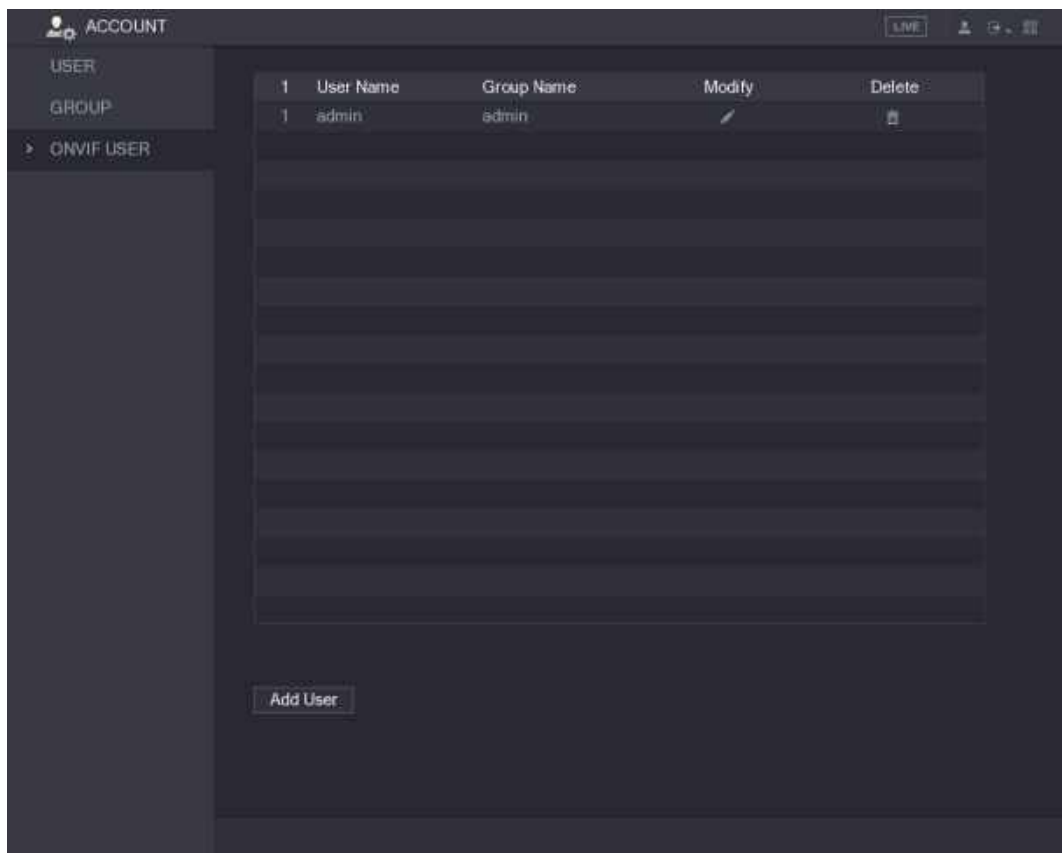 ACCOUNT LIVE
USER
GROUP
ONVIF USER
1 User Name Group Name Modify Delete
1 admin admin
Add User